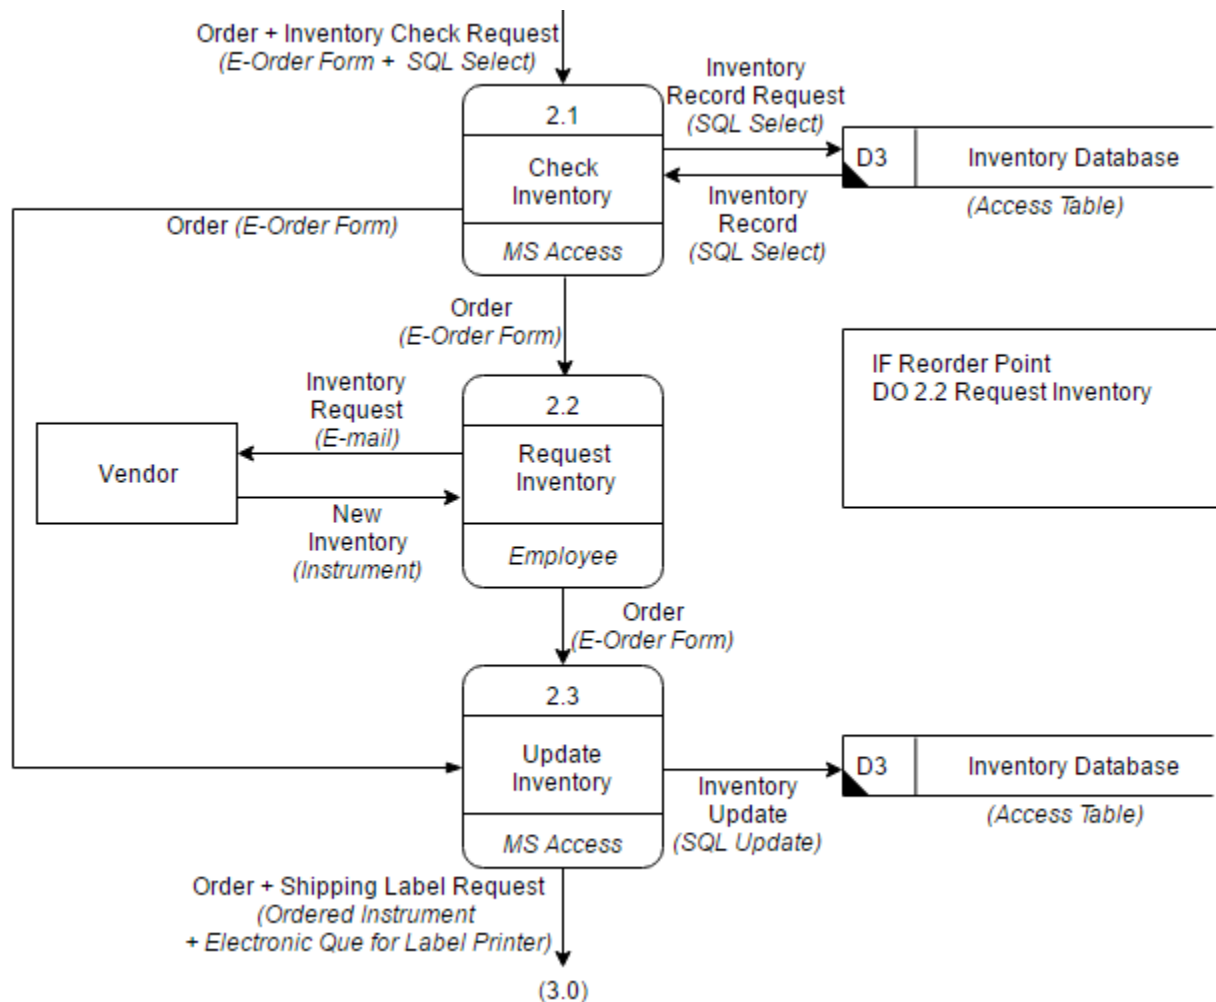 Order + Inventory Check Request
(E-Order Form + SQL Select)
2.1
Check
Inventory
MS Access
Inventory
Record Request
(SQL Select)
Inventory
Record
(SQL Select)
D3
Inventory Database
(Access Table)
Order (E-Order Form)
Order
(E-Order Form)
IF Reorder Point
DO 2.2 Request Inventory
Inventory
Request
(E-mail)
Vendor
New
Inventory
(Instrument)
2.2
Request
Inventory
Employee
Order
(E-Order Form)
2.3
Update
Inventory
MS Access
Inventory
Update
(SQL Update)
D3
Inventory Database
(Access Table)
Order + Shipping Label Request
(Ordered Instrument
+ Electronic Que for Label Printer)
(3.0)